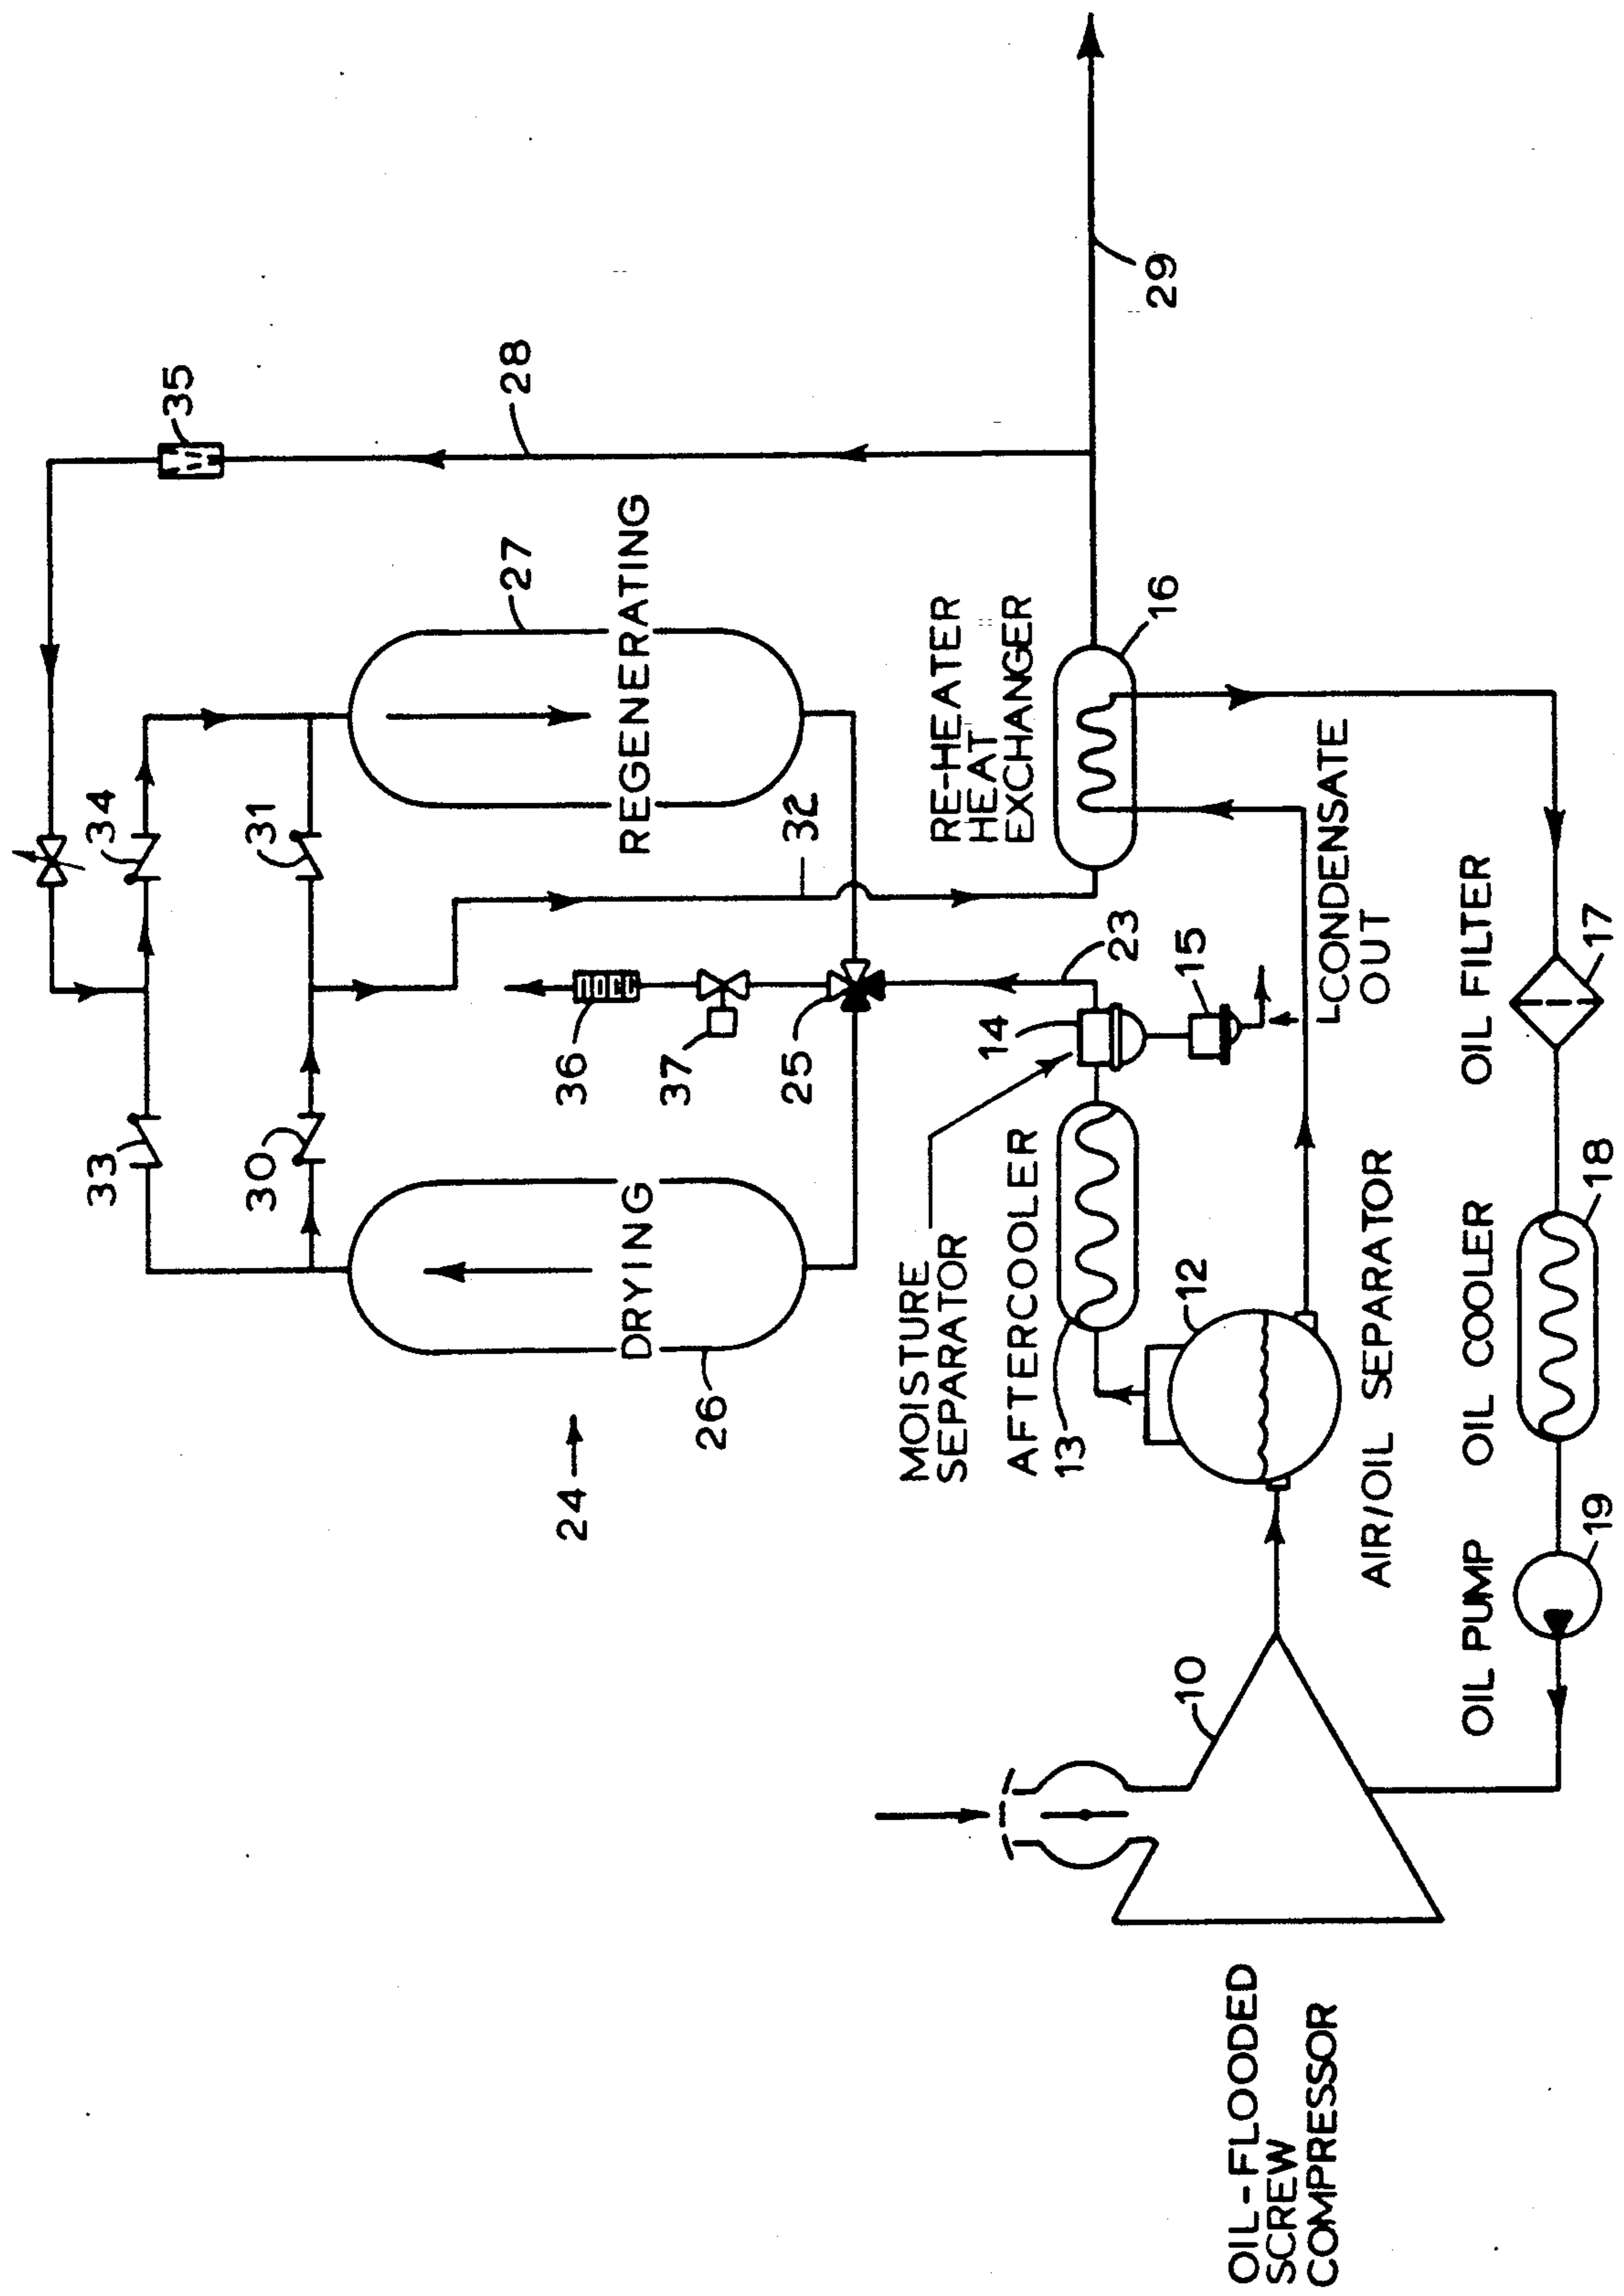 35
28
34
31
27
REGENERATING
32
33
30
36
37
25
23
29
24
26
DRYING
RE-HEATER
HEAT
EXCHANGER
16
MOISTURE
SEPARATOR
14
15
AFTERCOOLER
13
12
CONDENSATE
OUT
AIR/OIL SEPARATOR
10
OIL-FLOODED
SCREW
COMPRESSOR
OIL PUMP
19
OIL COOLER
18
OIL FILTER
17